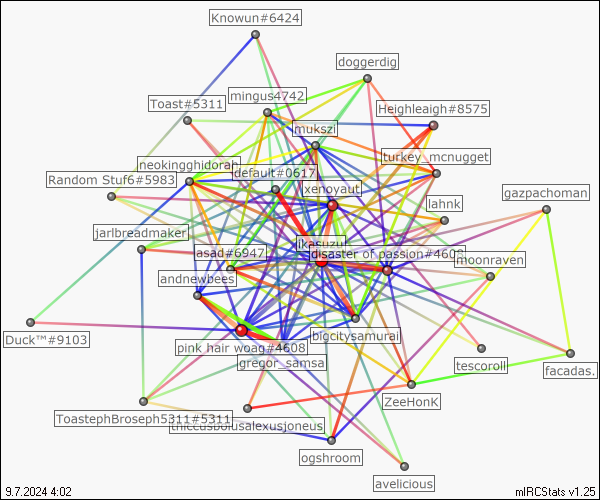 Knowun#6424
doggerdig
mingus4742
Toast#5311
Heighleaigh#8575
mukszi
turkey_mcnugget
neokingghidorah
default#0617
Random Stuf6#5983
xenoyaut
gazpachoman
lahnk
jarlbreadmaker
ikasuzu
asad#6947
disaster of passion#4608
moonraven
andnewbees
Duck™#9103
bigcitysamurai
pink hair woag#4608
gregor_samsa
tescoroll
facadas.
ZeeHonK
ToastephBroseph5311#5311
thiccusbolusalexusjoneus
ogshroom
avelicious
9.7.2024 4:02
mIRCStats v1.25